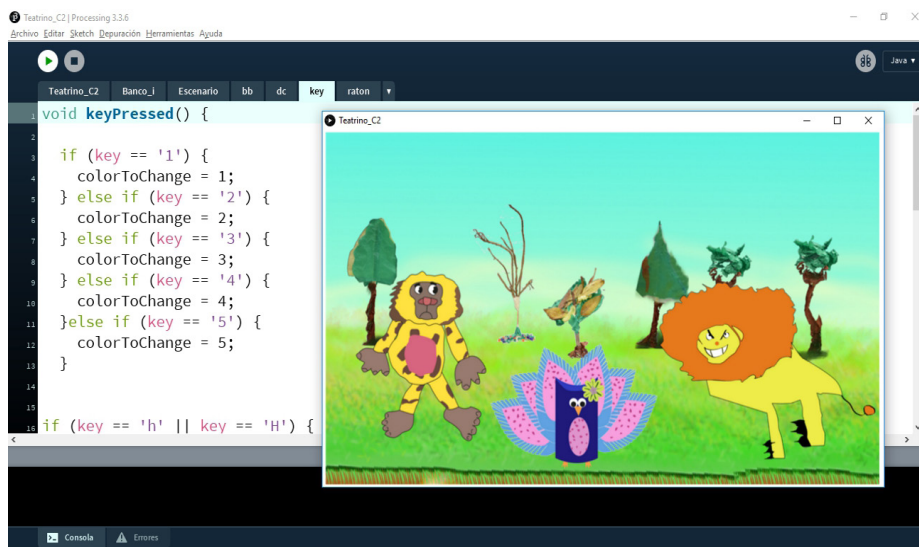 Teatrino_C2 | Processing 3.3.6
Archivo Editar Sketch Depuración Herramientas Ayuda
Java
Teatrino_C2 Banco_i Escenario bb dc key raton
1 void keyPressed() {
2
3 if (key == '1') {
4 colorToChange = 1;
5 } else if (key == '2') {
6 colorToChange = 2;
7 } else if (key == '3') {
8 colorToChange = 3;
9 } else if (key == '4') {
10 colorToChange = 4;
11 }else if (key == '5') {
12 colorToChange = 5;
13 }
14
15
16 if (key == 'h' || key == 'H') {
Teatrino_C2
Consola Errores